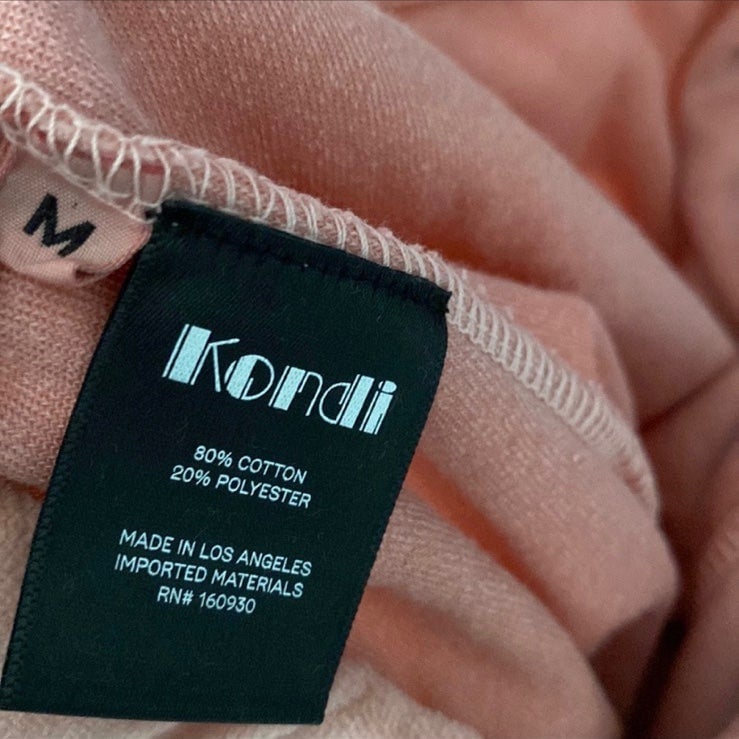 M
Kondi
80% COTTON
20% POLYESTER
MADE IN LOS ANGELES
IMPORTED MATERIALS
RN# 160930